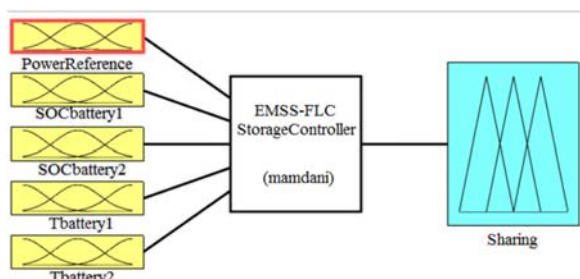 PowerReference
SOCbattery1
SOCbattery2
Tbattery1
Tbattery2
EMSS-FLC
StorageController
(mamdani)
Sharing